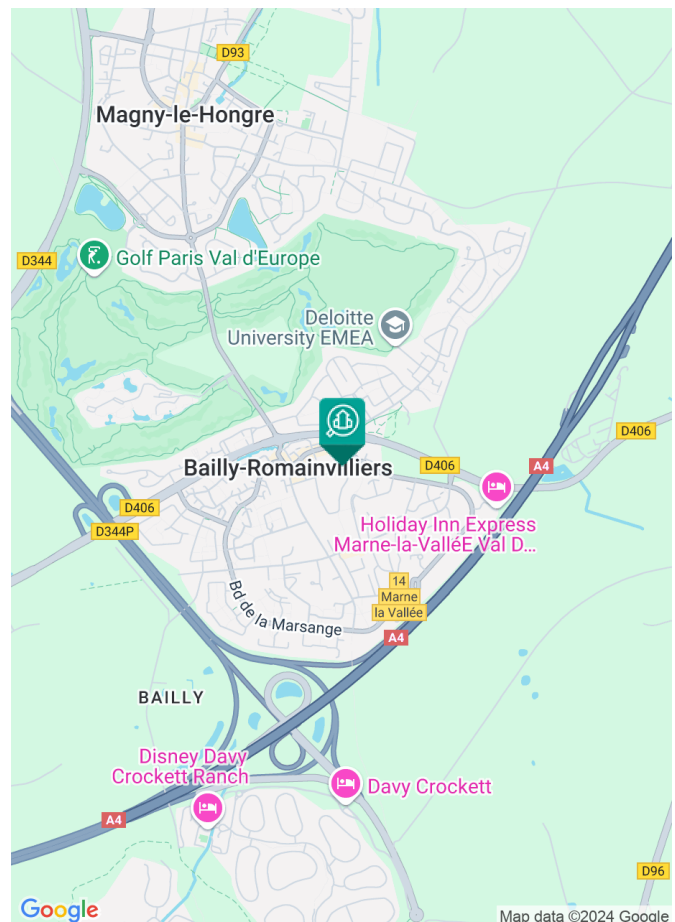 D93
Magny-le-Hongre
D344
Golf Paris Val d'Europe
Deloitte
University EMEA
D406
A4
Bailly-Romainvilliers
D406
D406
D344P
Holiday Inn Express
Marne-la-ValléE Val D...
14
Marne
la Vallée
Bd de la Marsange
A4
BAILLY
Disney Davy
Crockett Ranch
Davy Crockett
A4
D96
Google
Map data ©2024 Google